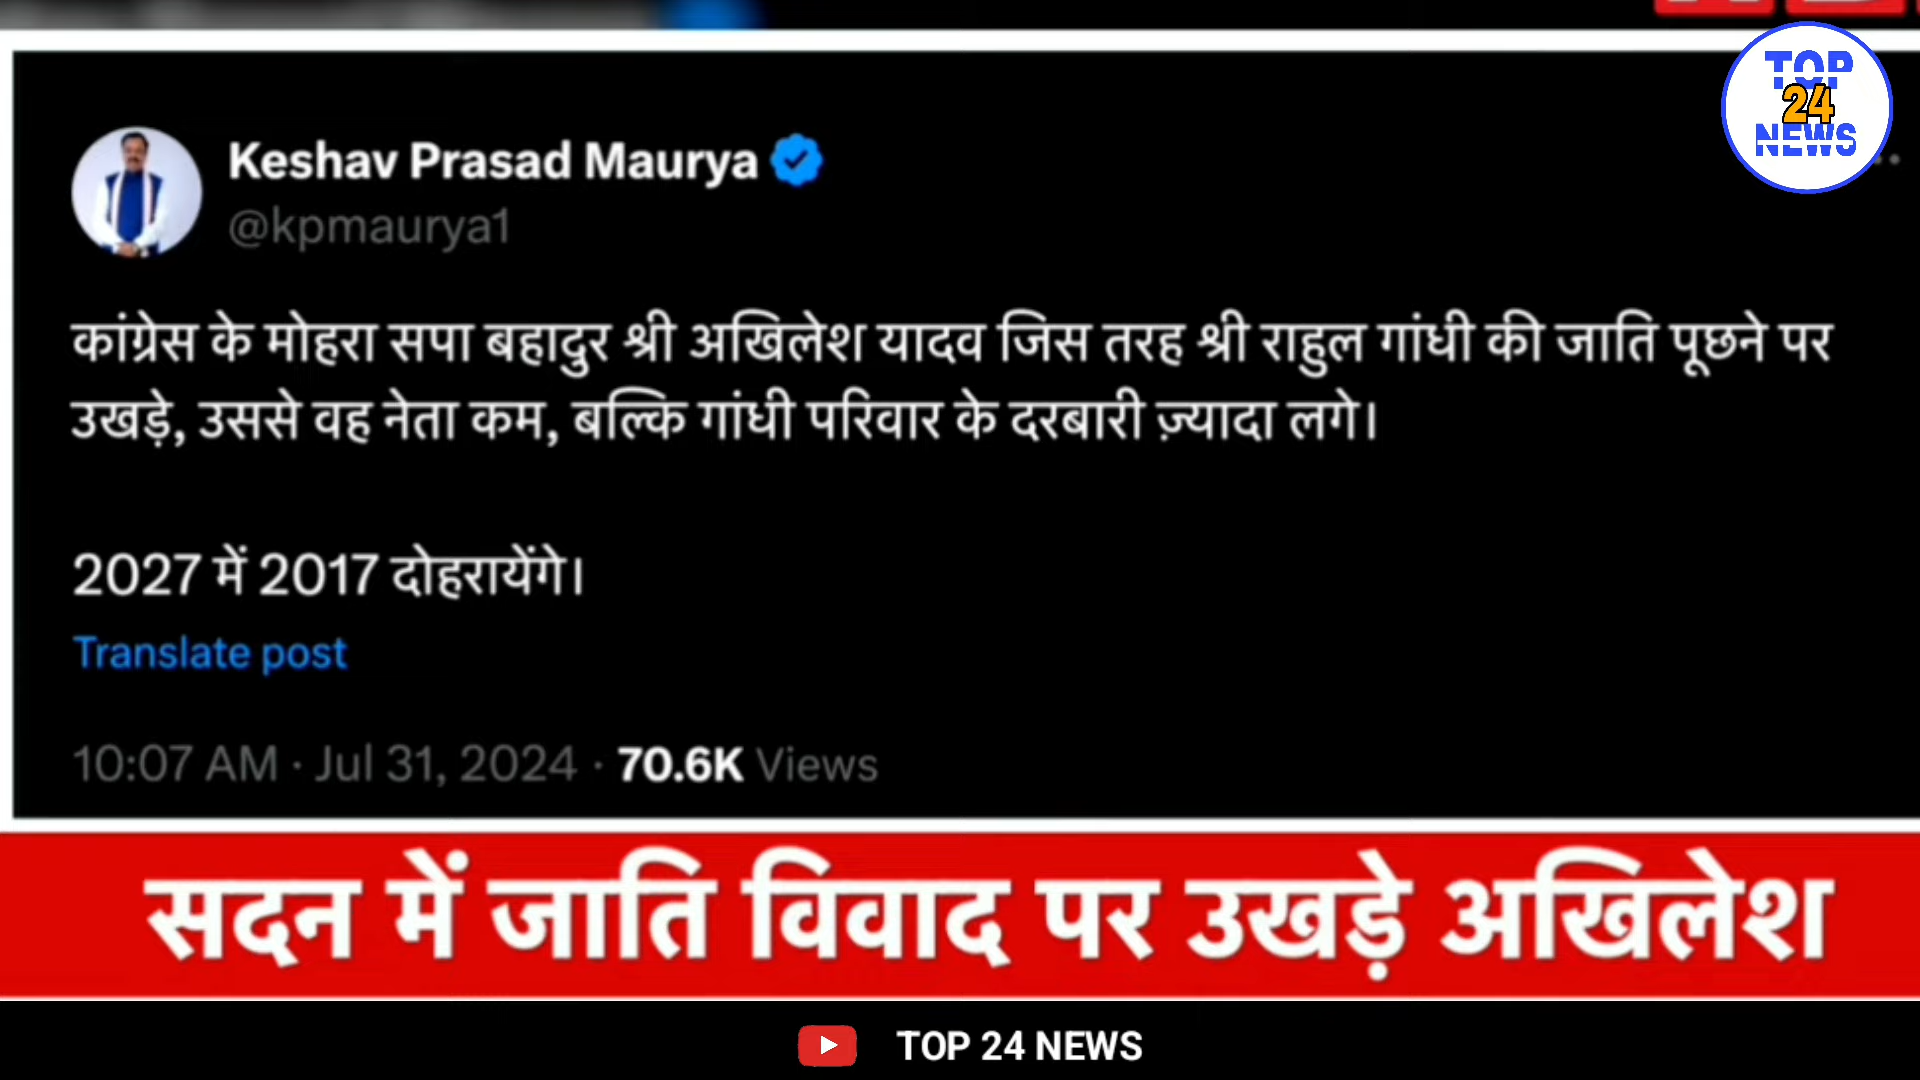 TOP
24
NEWS
Keshav Prasad Maurya
@kpmaurya1
कांग्रेस के मोहरा सपा बहादुर श्री अखिलेश यादव जिस तरह श्री राहुल गांधी की जाति पूछने पर
उखड़े, उससे वह नेता कम, बल्कि गांधी परिवार के दरबारी ज़्यादा लगे।
2027 में 2017 दोहरायेंगे।
Translate post
10:07 AM · Jul 31, 2024 · 70.6K Views
सदन में जाति विवाद पर उखड़े अखिलेश
TOP 24 NEWS